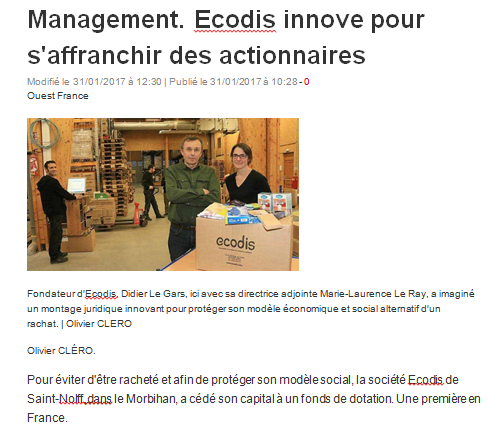 Management. Ecodis innove pour
s'affranchir des actionnaires
Modifié le 31/01/2017 à 12:30 | Publié le 31/01/2017 à 10:28 - 0
Ouest France
ecodis
Fondateur d'Ecodis, Didier Le Gars, ici avec sa directrice adjointe Marie-Laurence Le Ray, a imaginé
un montage juridique innovant pour protéger son modèle économique et social alternatif d'un
rachat. | Olivier CLERO
Olivier CLÉRO.
Pour éviter d'être racheté et afin de protéger son modèle social, la société Ecodis de
Saint-Nolff,dans le Morbihan, a cédé son capital à un fonds de dotation. Une première en
France.